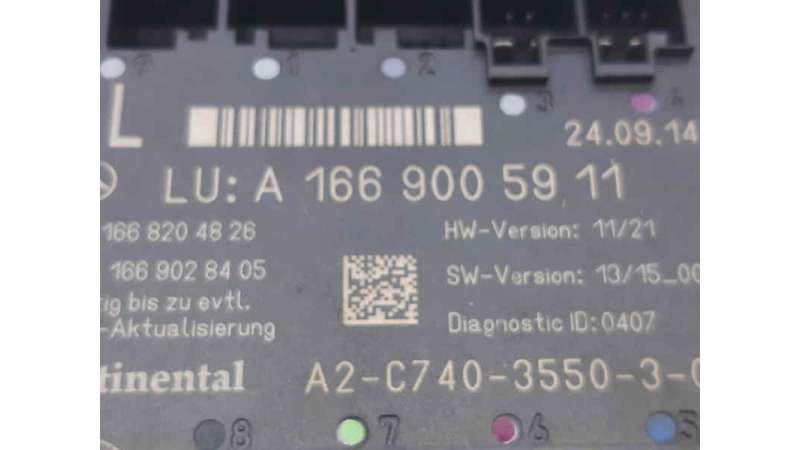 1 2 3 4
L
24.09.14
LU: A 166 900 59 11
166 820 48 26
HW-Version: 11/21
166 902 84 05
SW-Version: 13/15_00
bis zu evtl.
-Aktualisierung
Diagnostic ID:0407
tinental
A2-C740-3550-3-
8 7 6 5